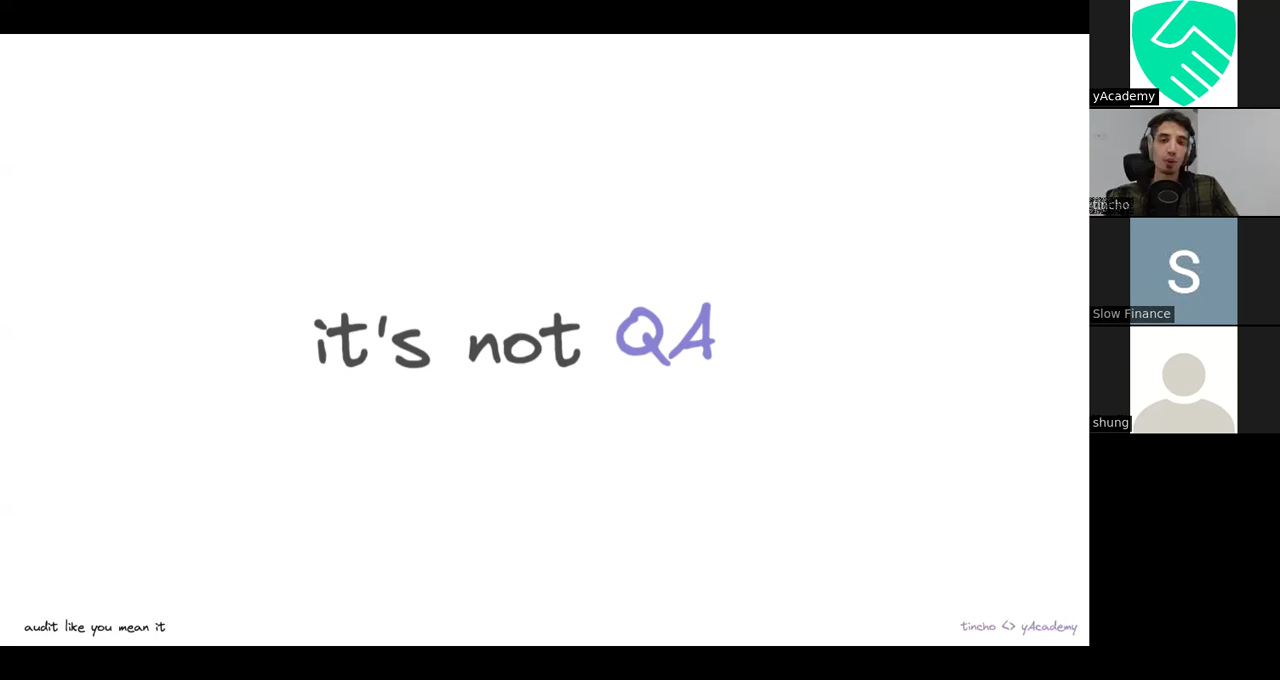 it's not QA
audit like you mean it
tincho <> yAcademy
yAcademy
tincho
S
Slow Finance
shung